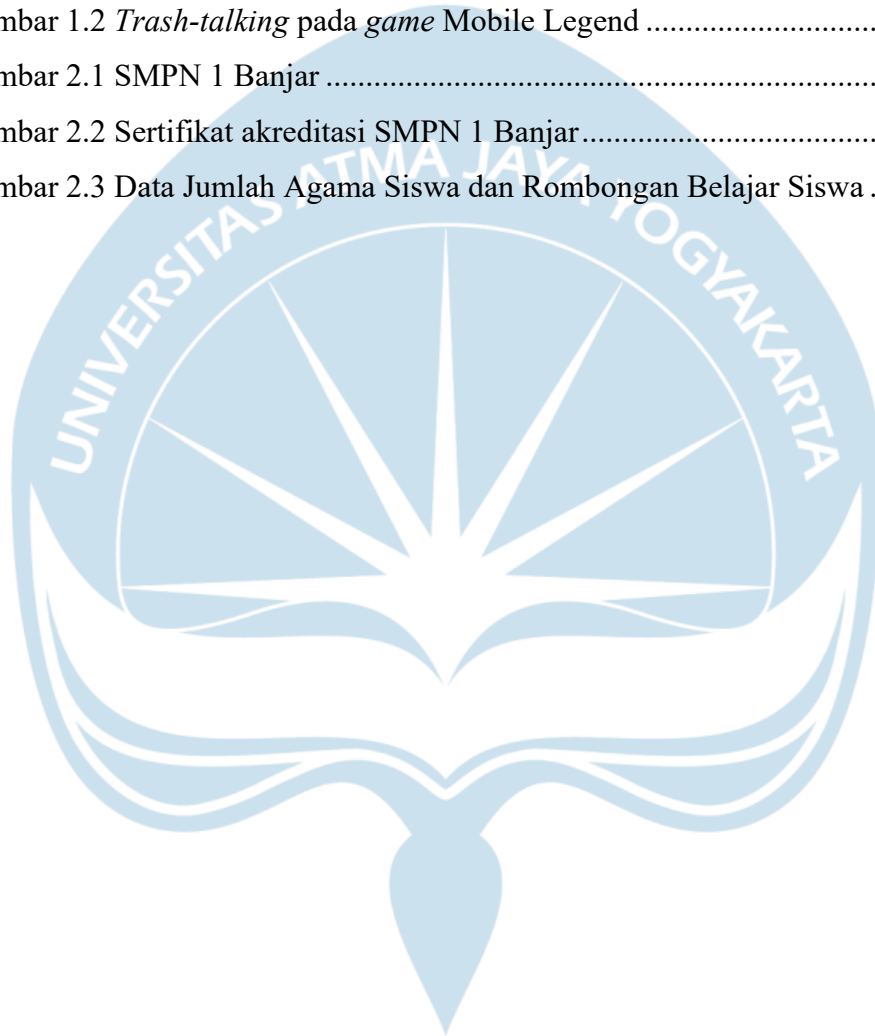 mbar 1.2 Trash-talking pada game Mobile Legend ............................
mbar 2.1 SMPN 1 Banjar ....................................................................
mbar 2.2 Sertifikat akreditasi SMPN 1 Banjar ....................................
mbar 2.3 Data Jumlah Agama Siswa dan Rombongan Belajar Siswa .
UNIVERSITAS ATMA JAYA YOGYAKARTA